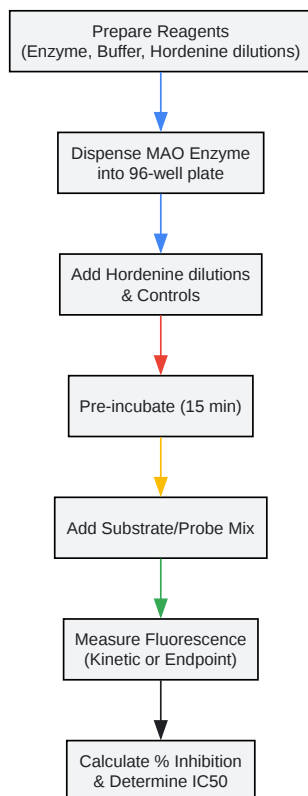 Prepare Reagents
(Enzyme, Buffer, Hordenine dilutions)
Dispense MAO Enzyme
into 96-well plate
Add Hordenine dilutions
& Controls
Pre-incubate (15 min)
Add Substrate/Probe Mix
Measure Fluorescence
(Kinetic or Endpoint)
Calculate % Inhibition
& Determine IC50